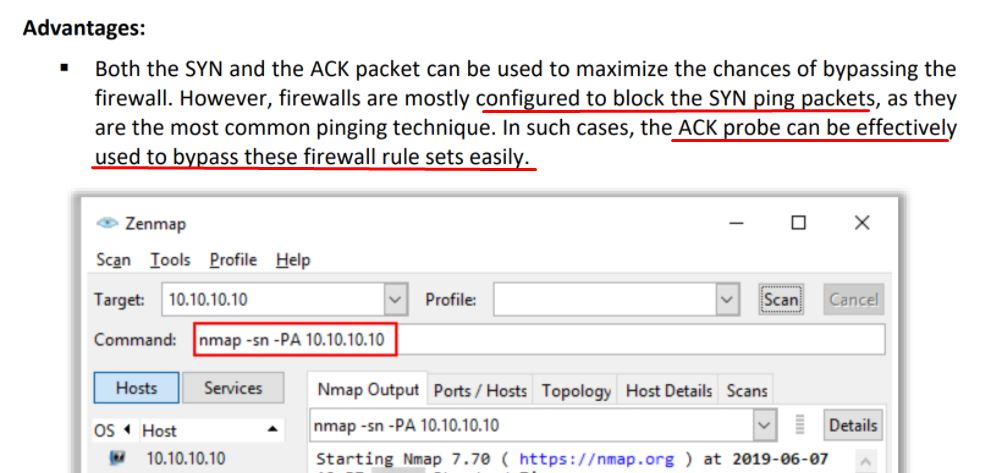 Advantages:
▪ Both the SYN and the ACK packet can be used to maximize the chances of bypassing the
firewall. However, firewalls are mostly configured to block the SYN ping packets, as they
are the most common pinging technique. In such cases, the ACK probe can be effectively
used to bypass these firewall rule sets easily.
Zenmap
Scan Tools Profile Help
Target: 10.10.10.10 Profile: Scan Cancel
Command: nmap -sn -PA 10.10.10.10
Hosts Services Nmap Output Ports / Hosts Topology Host Details Scans
nmap -sn -PA 10.10.10.10 Details
OS Host
10.10.10.10 Starting Nmap 7.70 ( https://nmap.org ) at 2019-06-07